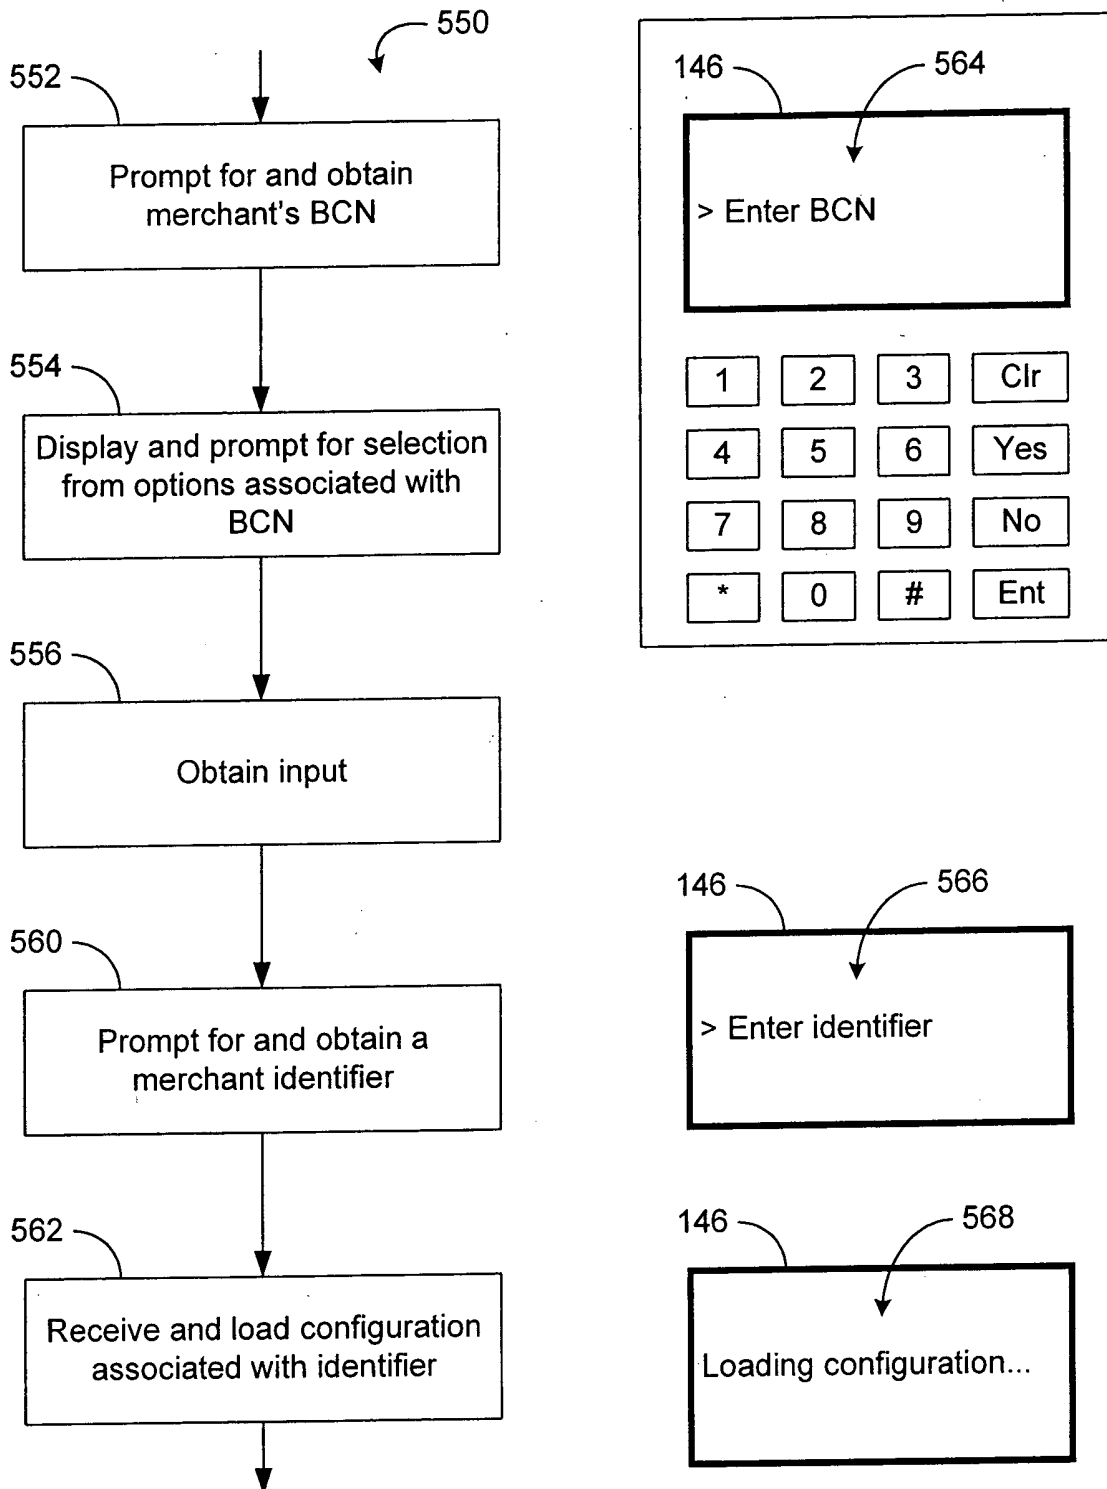 550
552
Prompt for and obtain
merchant's BCN
554
Display and prompt for selection
from options associated with
BCN
556
Obtain input
560
Prompt for and obtain a
merchant identifier
562
Receive and load configuration
associated with identifier
146
564
> Enter BCN
1 2 3 Clr
4 5 6 Yes
7 8 9 No
* 0 # Ent
146
566
> Enter identifier
146
568
Loading configuration...